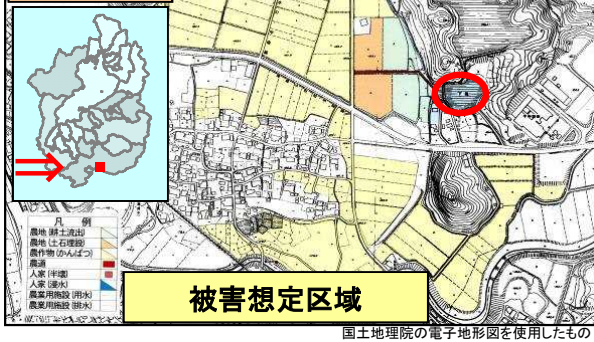 凡 例
農地(耕土流出)
農地(土石埋設)
農作物(かんばつ)
農道
人家(半壊)
人家(浸水)
農業用施設(用水)
農業用施設(排水)
被害想定区域
国土地理院の電子地形図を使用したもの